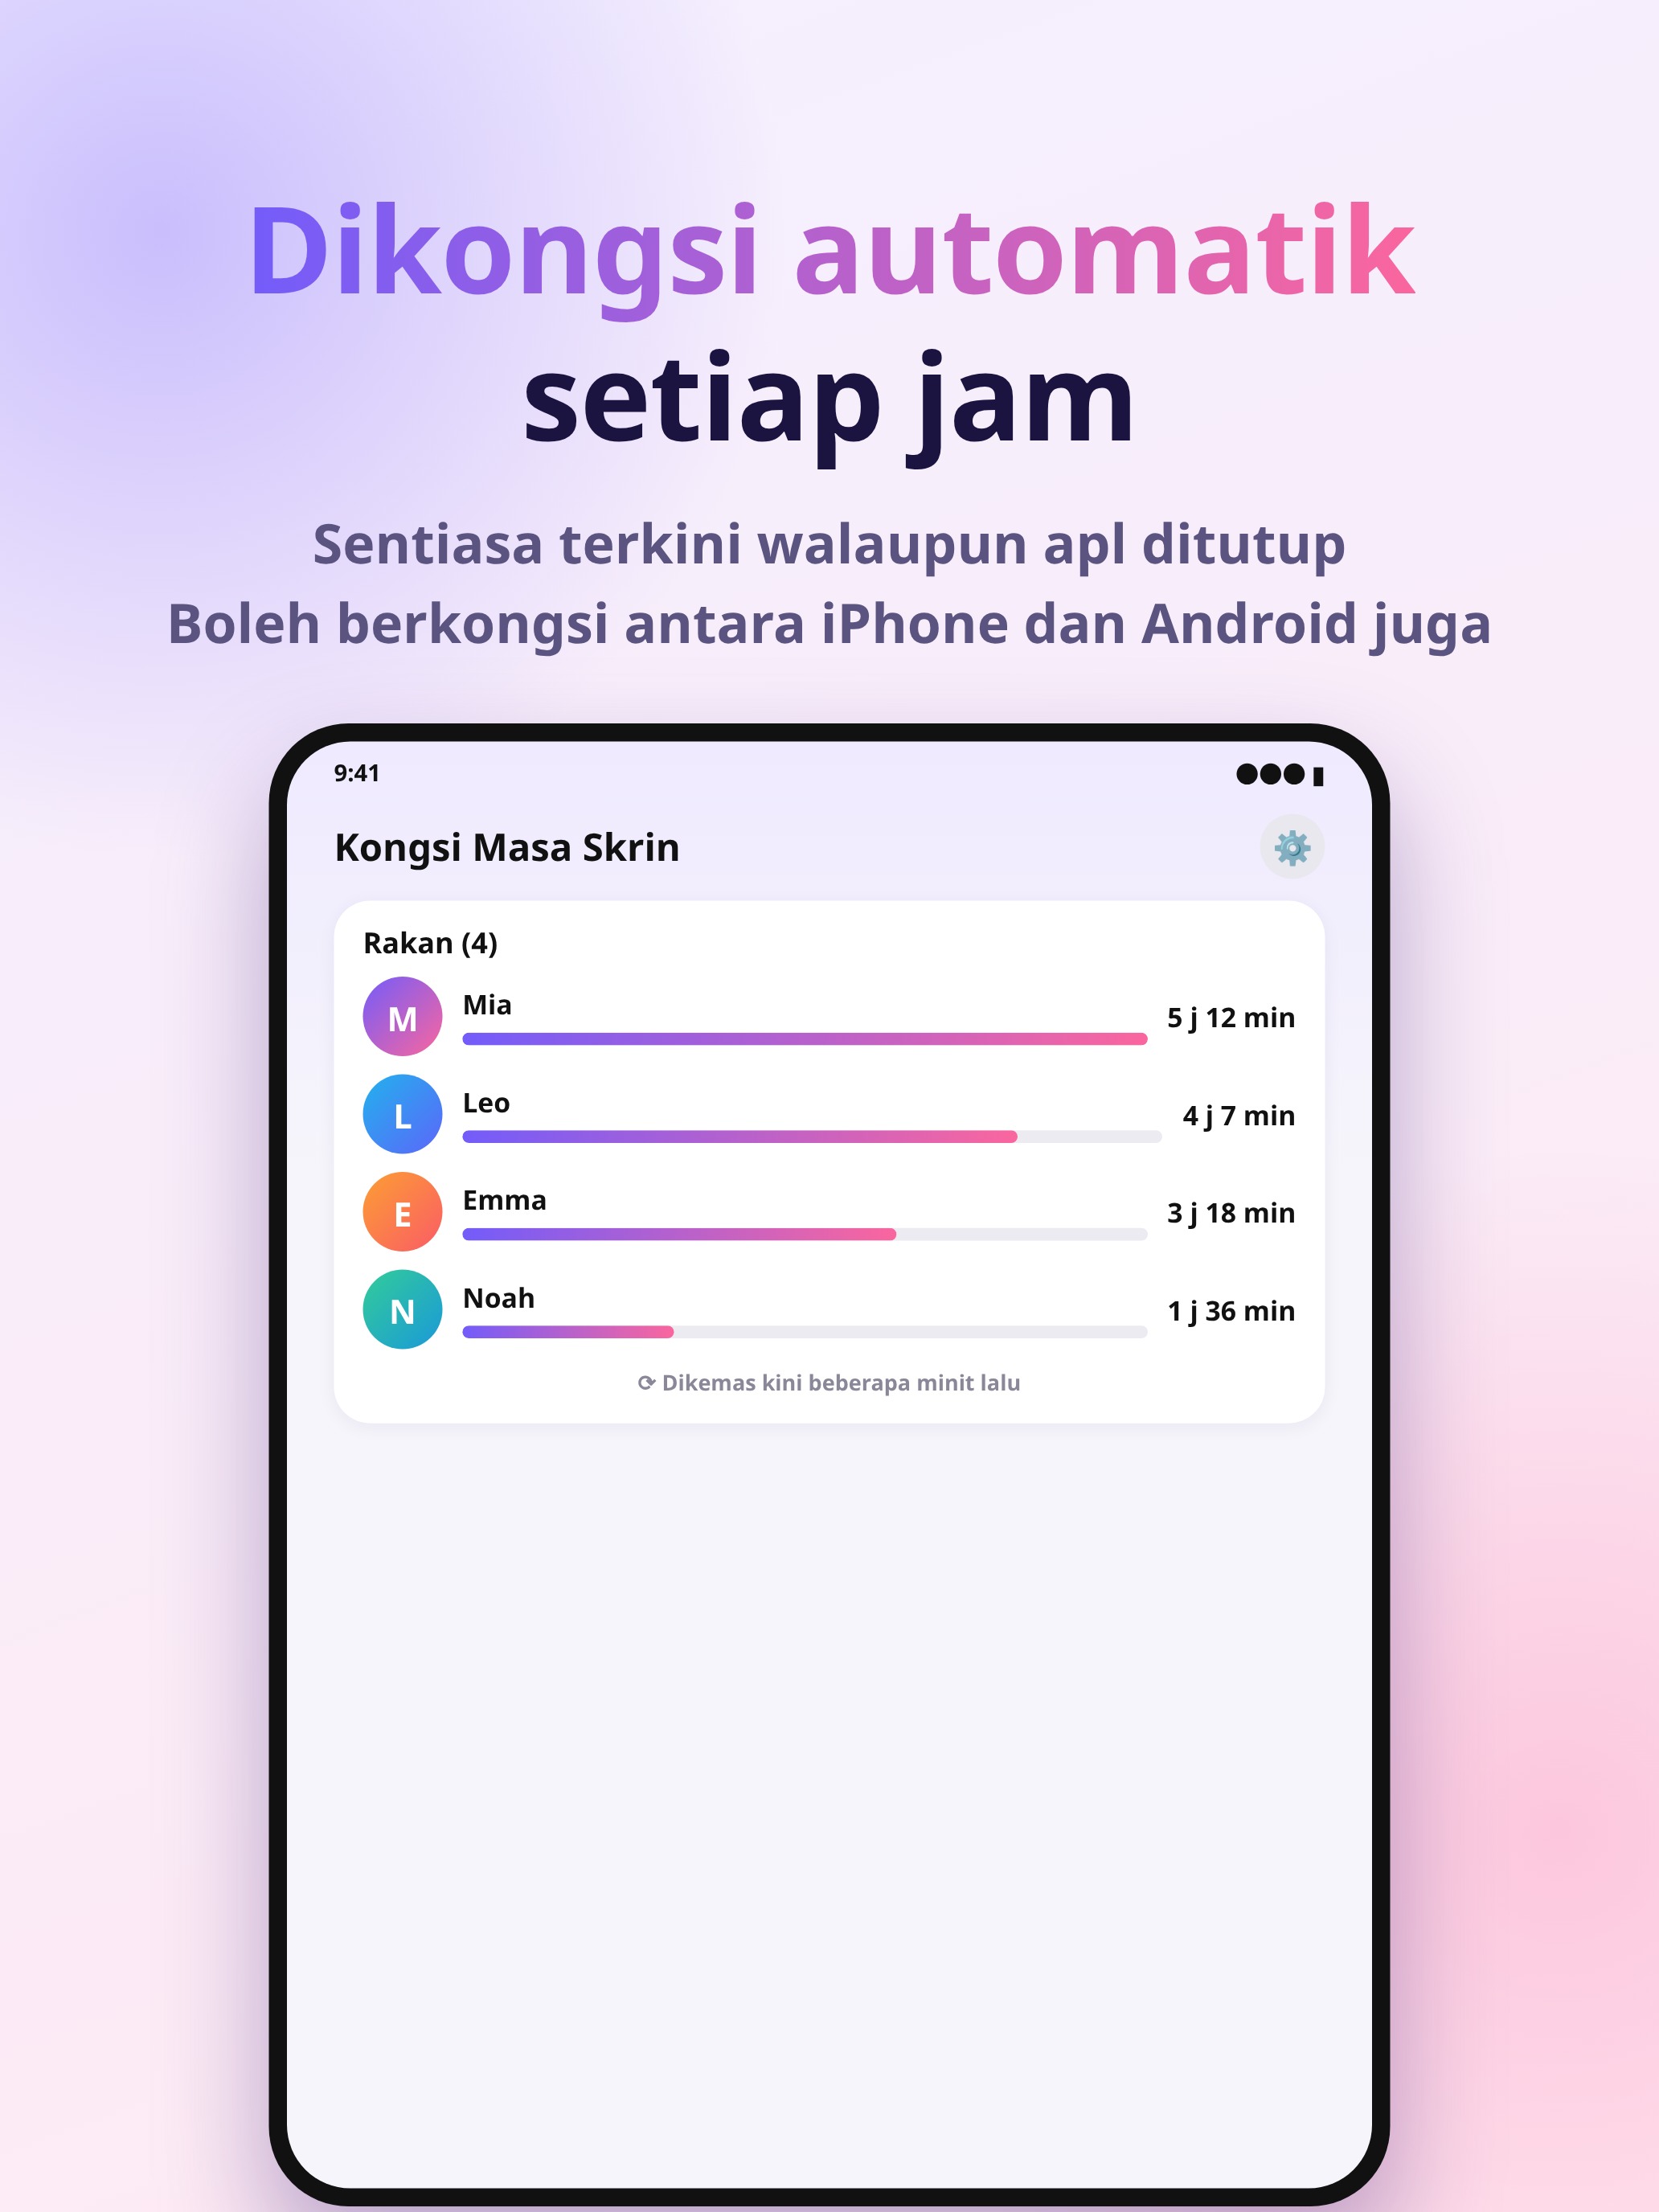 Dikongsi automatik
setiap jam
Sentiasa terkini walaupun apl ditutup
Boleh berkongsi antara iPhone dan Android juga
9:41
Kongsi Masa Skrin
Rakan (4)
M
Mia
5 j 12 min
L
Leo
4 j 7 min
E
Emma
3 j 18 min
N
Noah
1 j 36 min
⟳ Dikemas kini beberapa minit lalu